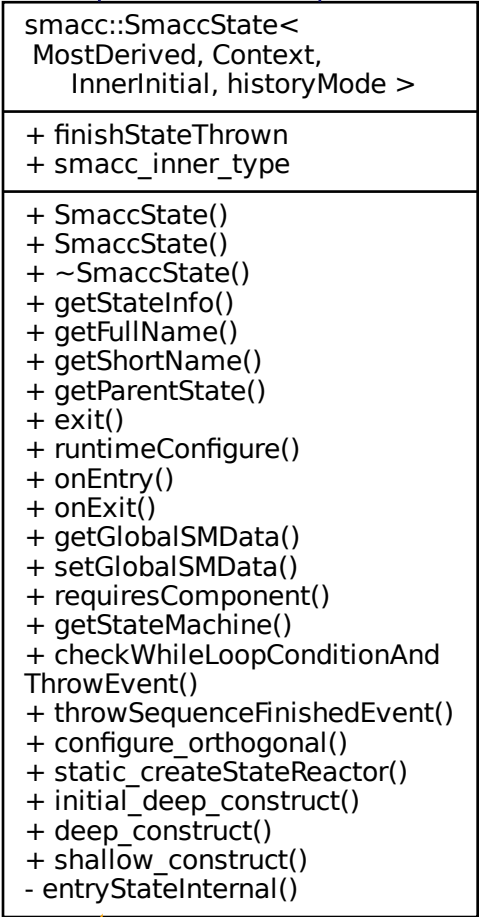 smacc::SmaccState<
MostDerived, Context,
InnerInitial, historyMode >
+ finishStateThrown
+ smacc_inner_type
+ SmaccState()
+ SmaccState()
+ ~SmaccState()
+ getStateInfo()
+ getFullName()
+ getShortName()
+ getParentState()
+ exit()
+ runtimeConfigure()
+ onEntry()
+ onExit()
+ getGlobalSMData()
+ setGlobalSMData()
+ requiresComponent()
+ getStateMachine()
+ checkWhileLoopConditionAnd
ThrowEvent()
+ throwSequenceFinishedEvent()
+ configure_orthogonal()
+ static_createStateReactor()
+ initial_deep_construct()
+ deep_construct()
+ shallow_construct()
- entryStateInternal()